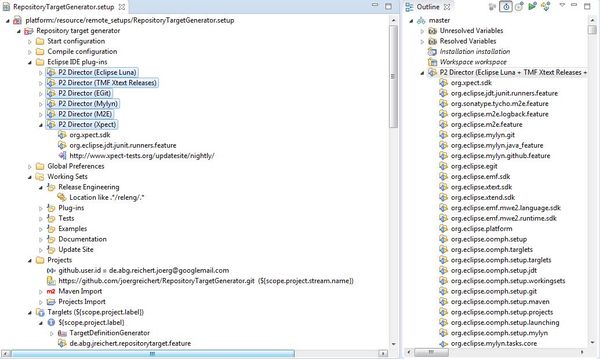 RepositoryTargetGenerator.setup
platform:/resource/remote_setups/RepositoryTargetGenerator.setup
Repository target generator
Start configuration
Compile configuration
Eclipse IDE plug-ins
P2 Director (Eclipse Luna)
P2 Director (TMF Xtext Releases)
P2 Director (EGit)
P2 Director (Mylyn)
P2 Director (M2E)
P2 Director (Xpect)
org.xpect.sdk
org.eclipse.jdt.junit.runners.feature
http://www.xpect-tests.org/updatesite/nightly/
Global Preferences
Working Sets
Release Engineering
Location like .*/releng/.*
Plug-ins
Tests
Examples
Documentation
Update Site
Projects
github.user.id = de.abg.reichert.joerg@googlemail.com
https://github.com/joergreichert/RepositoryTargetGenerator.git (${scope.project.stream.name})
Maven Import
Projects Import
Targlets (${scope.project.label})
${scope.project.label}
TargetDefinitionGenerator
de.abg.jreichert.repositorytarget.feature
Outline
master
Unresolved Variables
Resolved Variables
Installation installation
Workspace workspace
P2 Director (Eclipse Luna + TMF Xtext Releases +
org.xpect.sdk
org.eclipse.jdt.junit.runners.feature
org.sonatype.tycho.m2e.feature
org.eclipse.m2e.logback.feature
org.eclipse.m2e.feature
org.eclipse.mylyn.git
org.eclipse.mylyn.java_feature
org.eclipse.mylyn.github.feature
org.eclipse.egit
org.eclipse.emf.sdk
org.eclipse.xtext.sdk
org.eclipse.xtend.sdk
org.eclipse.emf.mwe2.language.sdk
org.eclipse.emf.mwe2.runtime.sdk
org.eclipse.platform
org.eclipse.oomph.setup
org.eclipse.oomph.targlets
org.eclipse.oomph.setup.targlets
org.eclipse.oomph.setup.jdt
org.eclipse.oomph.setup.workingsets
org.eclipse.oomph.setup.git
org.eclipse.oomph.setup.maven
org.eclipse.oomph.setup.projects
org.eclipse.oomph.setup.launching
org.eclipse.oomph.setup.mylyn
org.eclipse.mylyn.tasks.core